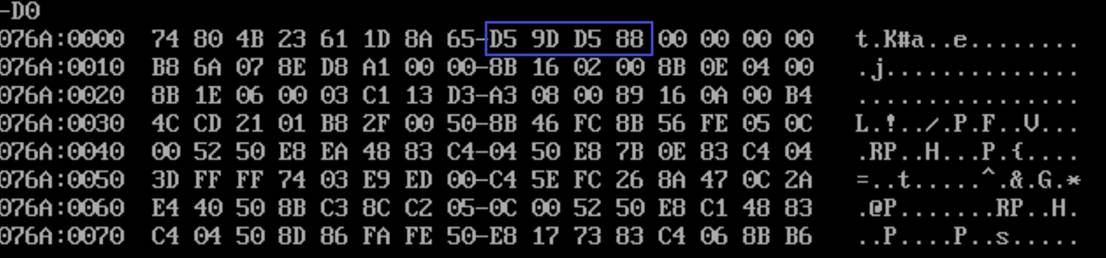 -D0
076A:0000 74 80 4B 23 61 1D 8A 65-D5 9D D5 88 00 00 00 00 t.K#a..e........
076A:0010 B8 6A 07 8E D8 A1 00 00-8B 16 02 00 8B 0E 04 00 .j..............
076A:0020 8B 1E 06 00 03 C1 13 D3-A3 08 00 89 16 0A 00 B4 ................
076A:0030 4C CD 21 01 B8 2F 00 50-8B 46 FC 8B 56 FE 05 0C L.!../.P.F..V...
076A:0040 00 52 50 E8 EA 48 83 C4-04 50 E8 7B 0E 83 C4 04 .RP..H...P.{....
076A:0050 3D FF FF 74 03 E9 ED 00-C4 5E FC 26 8A 47 0C 2A =..t.....^.&.G.*
076A:0060 E4 40 50 8B C3 8C C2 05-0C 00 52 50 E8 C1 48 83 .@P.......RP..H.
076A:0070 C4 04 50 8D 86 FA FE 50-E8 17 73 83 C4 06 8B B6 ..P....P..s.....